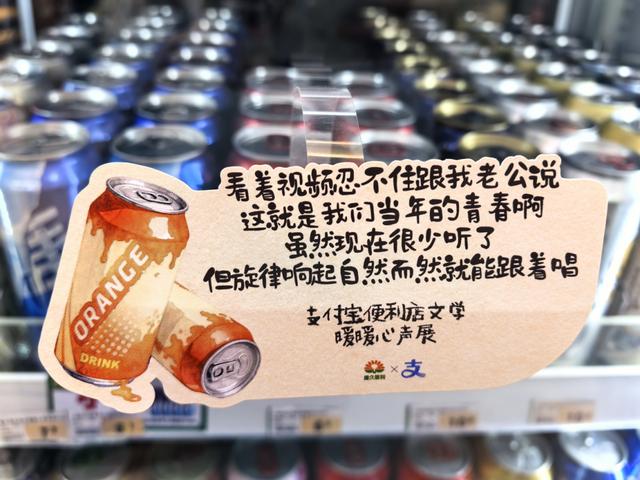 看着视频忍不住跟我老公说
这就是我们当年的青春啊
虽然现在很少听了
但旋律响起自然而然就能跟着唱
支付宝便利店文学
暖暖心声展
ORANGE
DRINK
×
支